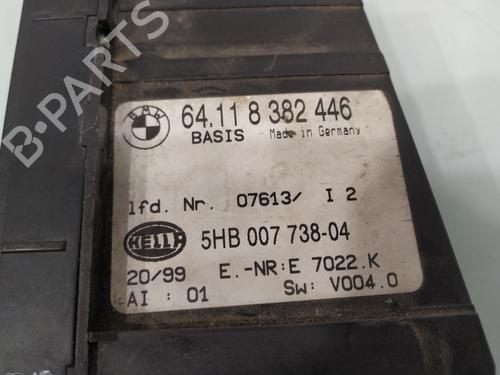 BMW
64.11 8 382 446
BASIS Made in Germany
lfd. Nr. 07613/ I 2
HELLA 5HB 007 738-04
20/99 E.-NR:E 7022.K
AI : 01 Sw: V004.0